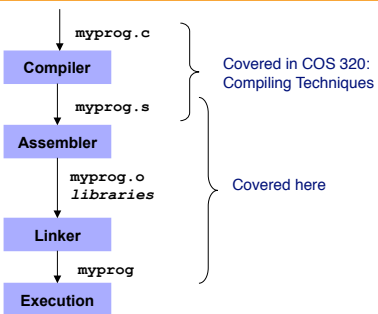 myprog.c
Compiler
Covered in COS 320:
Compiling Techniques
myprog.s
Assembler
myprog.o
libraries
Covered here
Linker
myprog
Execution